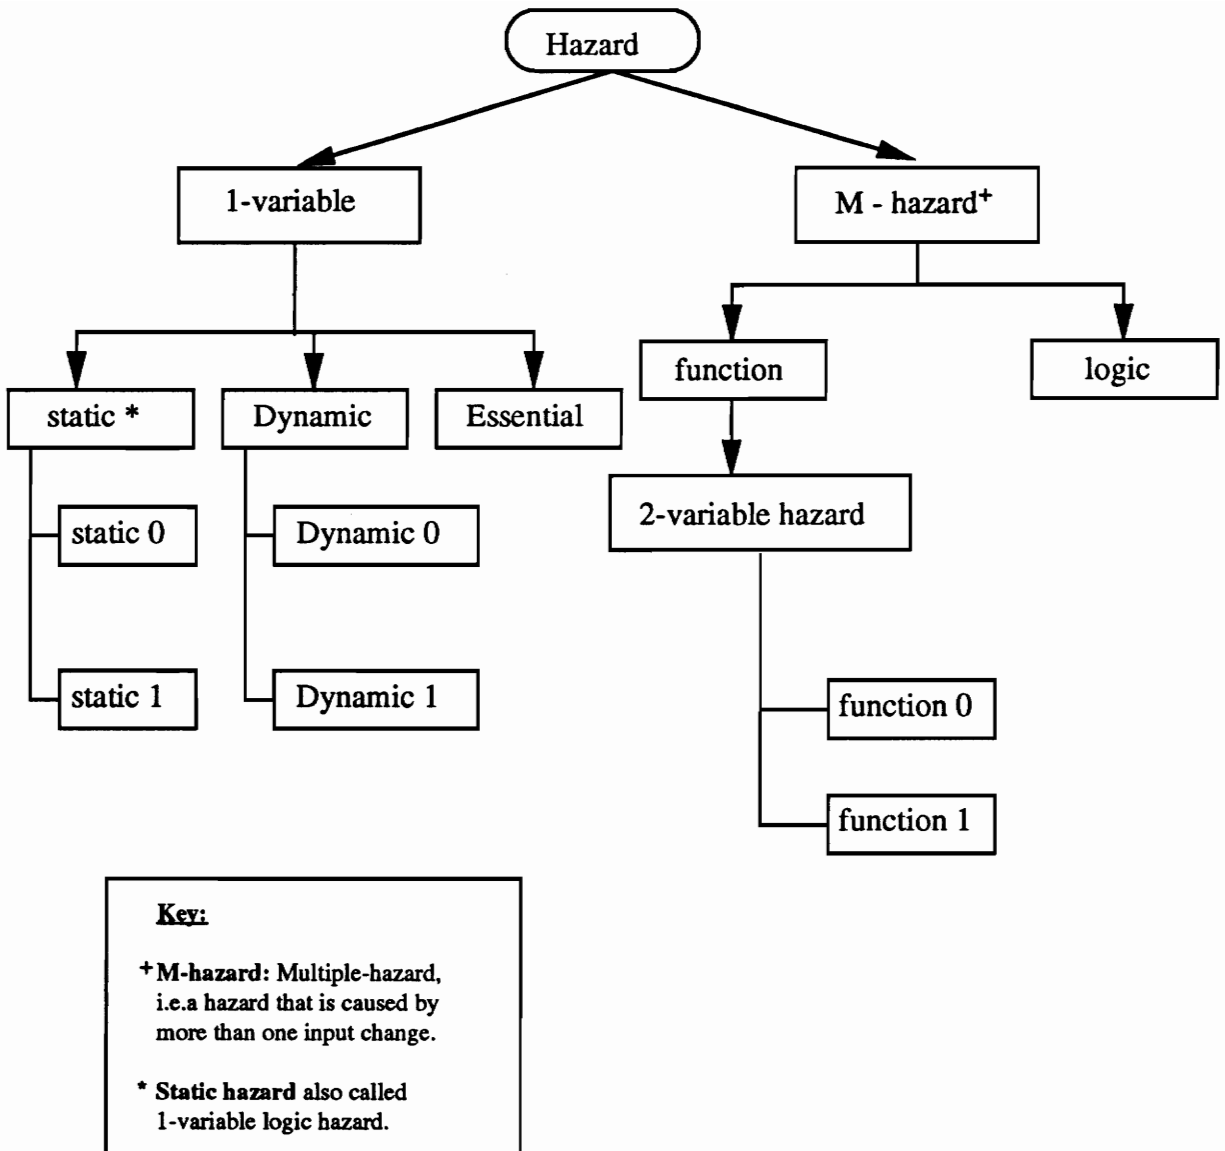 Hazard
1-variable
M - hazard+
function
logic
static *
Dynamic
Essential
2-variable hazard
static 0
Dynamic 0
static 1
Dynamic 1
function 0
function 1
Key:
+ M-hazard: Multiple-hazard,
i.e.a hazard that is caused by
more than one input change.
* Static hazard also called
1-variable logic hazard.